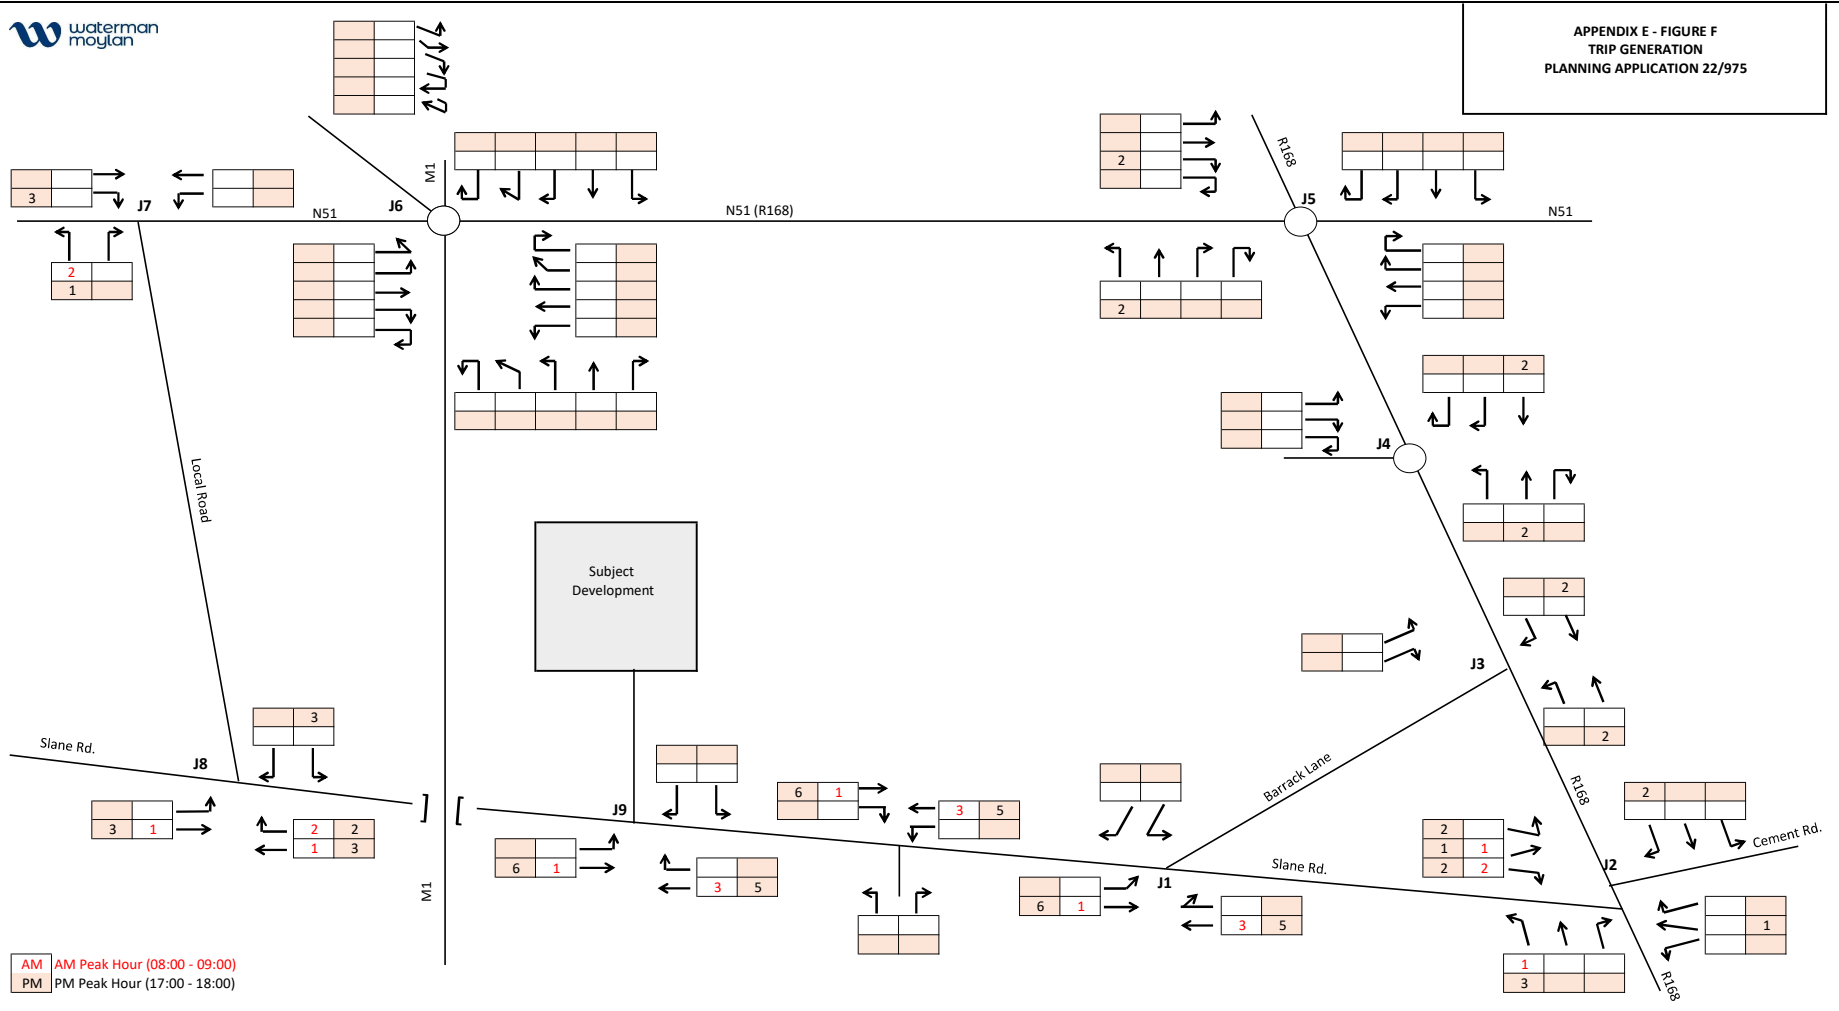 waterman
moylan
APPENDIX E - FIGURE F
TRIP GENERATION
PLANNING APPLICATION 22/975
M1
R168
2
3
J7
N51
J6
N51 (R168)
J5
N51
2
1
2
2
J4
Local Road
2
Subject
Development
2
J3
2
3
Slane Rd.
J8
3 1
2 2
1 3
] [
J9
6 1
3 5
6 1
3 5
Barrack Lane
J1
6 1
3 5
Slane Rd.
R168
2
2
1 1
2 2
Cement Rd.
J2
1
1
3
R168
M1
AM AM Peak Hour (08:00 - 09:00)
PM PM Peak Hour (17:00 - 18:00)